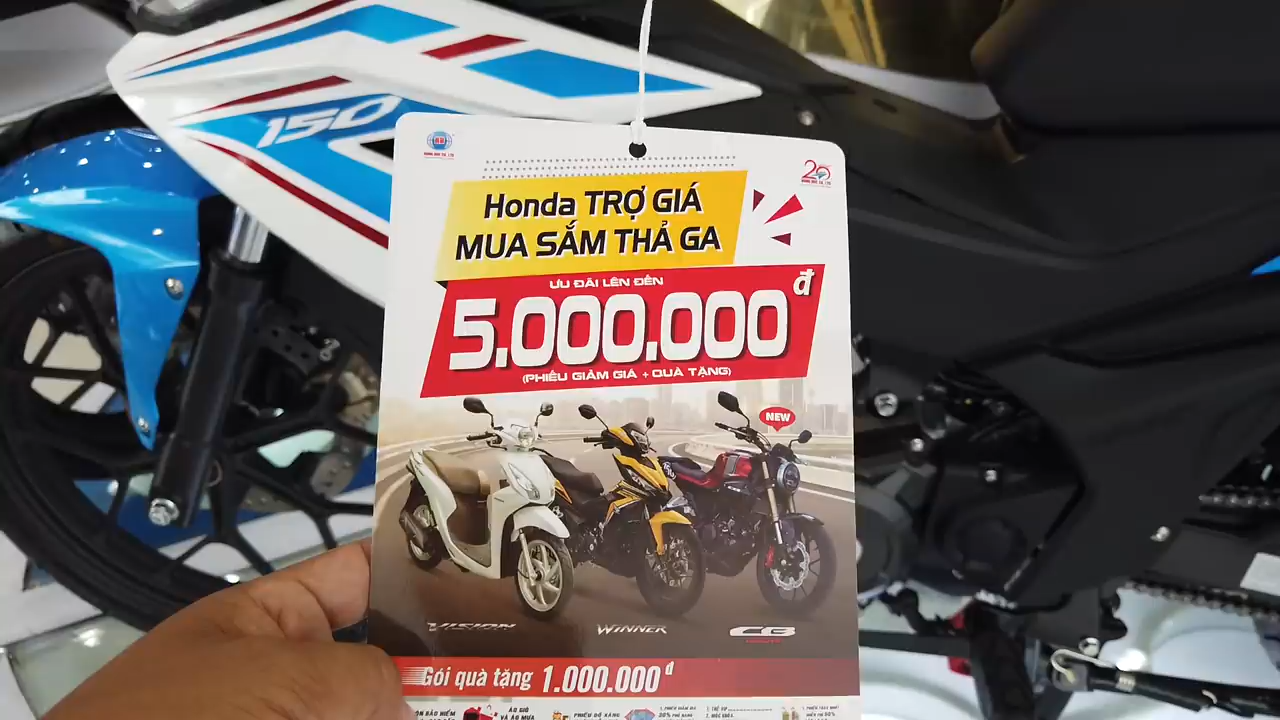 150
Honda TRỢ GIÁ
MUA SẮM THẢ GA
ƯU ĐÃI LÊN ĐẾN
5.000.000đ
(PHIẾU GIẢM GIÁ + QUÀ TẶNG)
NEW
VISION
WINNER
CB
Gói quà tặng 1.000.000đ